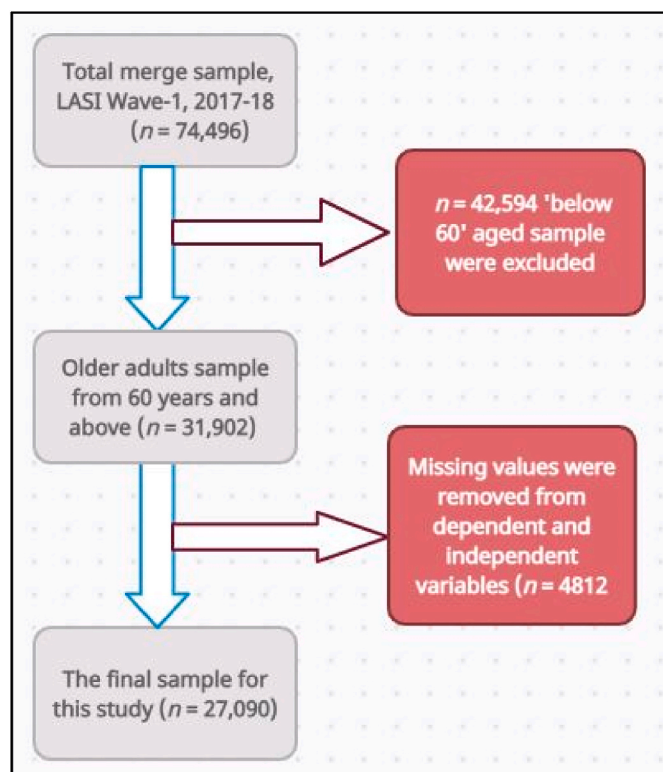 Total merge sample,
LASI Wave-1, 2017-18
(n = 74,496)
n = 42,594 'below
60' aged sample
were excluded
Older adults sample
from 60 years and
above (n = 31,902)
Missing values were
removed from
dependent and
independent
variables (n = 4812
The final sample for
this study (n = 27,090)